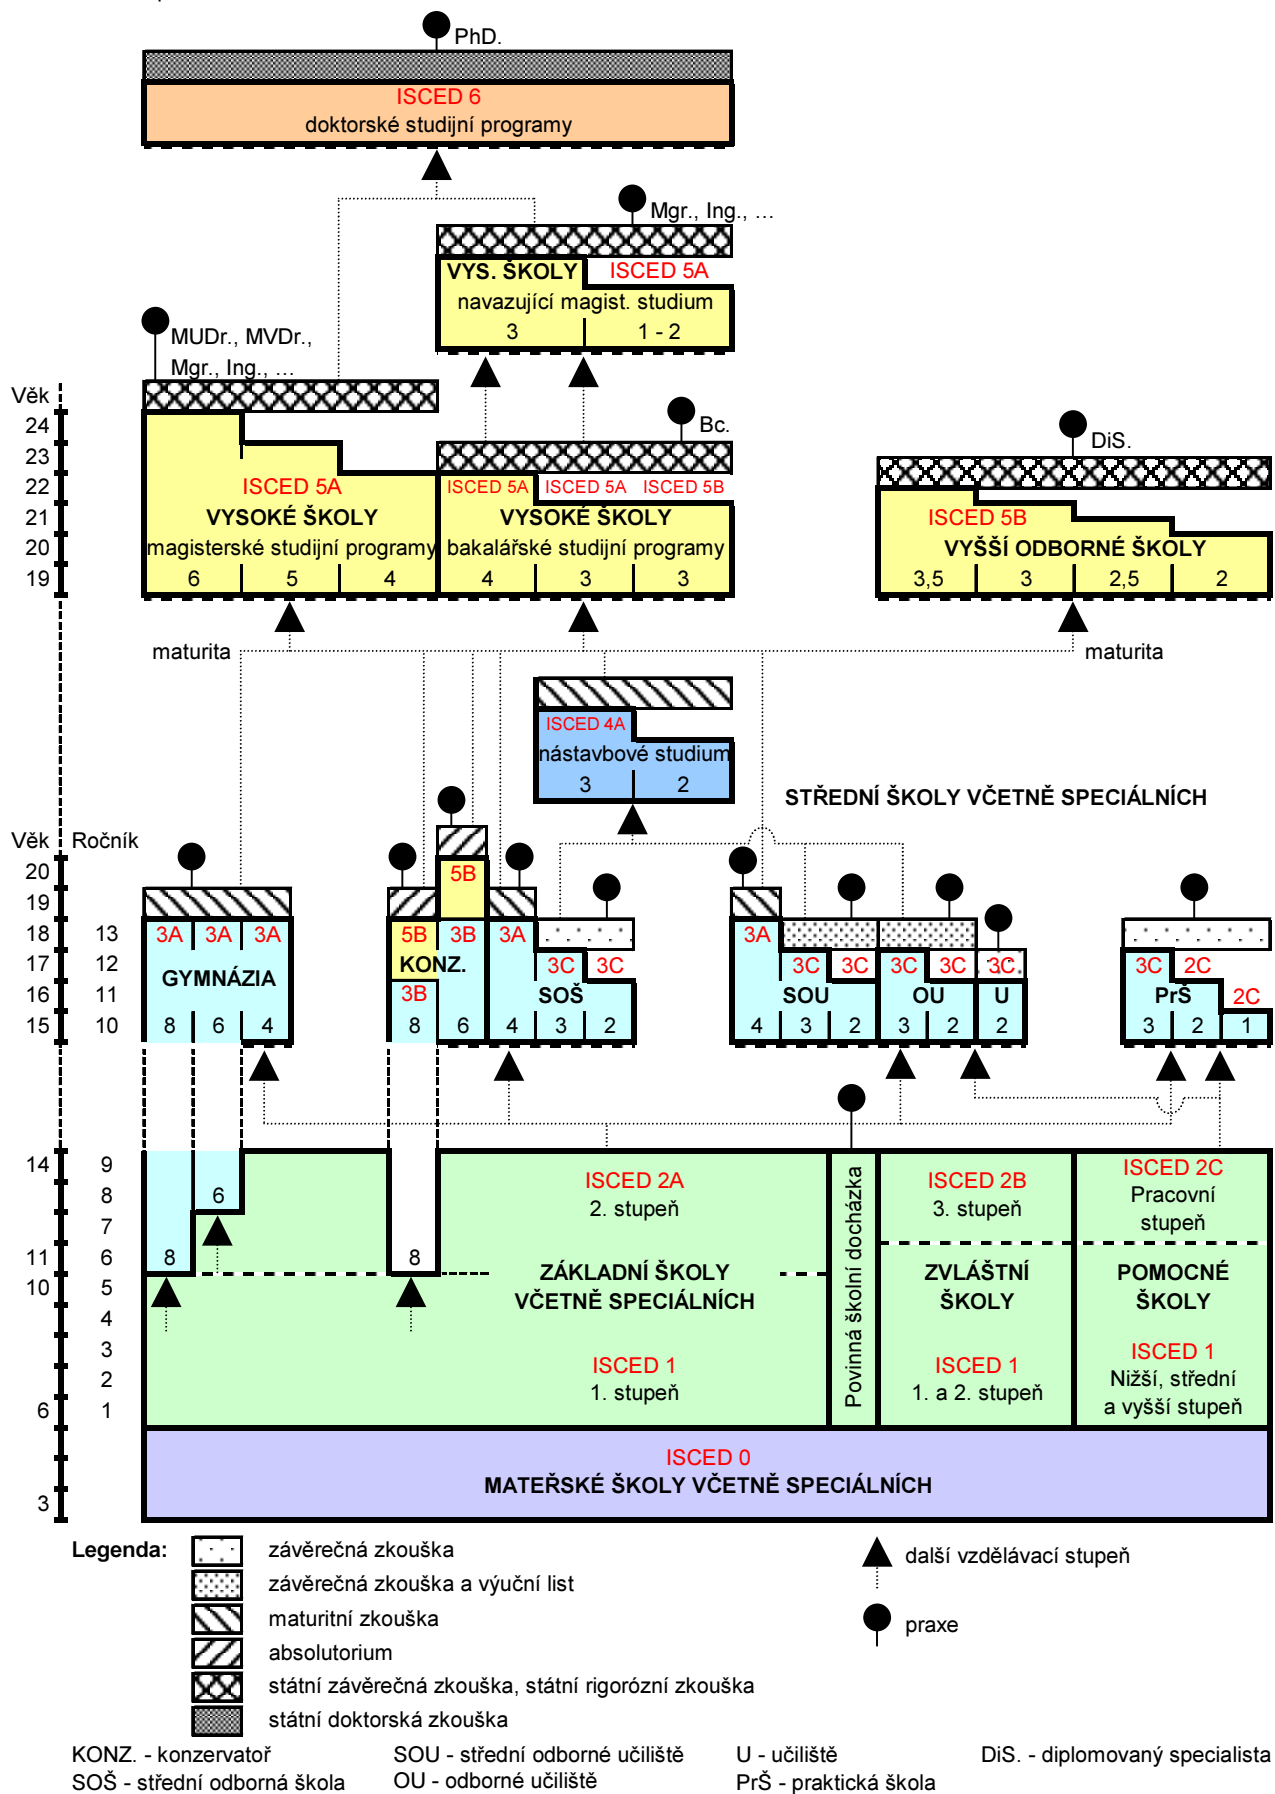 PhD.
ISCED 6
doktorské studijní programy
Mgr., Ing., …
VYS. ŠKOLY ISCED 5A
navazující magist. studium
3 1 - 2
MUDr., MVDr.,
Mgr., Ing., …
Věk
24
23
22
21
20
19
Bc.
DiS.
ISCED 5A
VYSOKÉ ŠKOLY
magisterské studijní programy
6 5 4
ISCED 5A ISCED 5A ISCED 5B
VYSOKÉ ŠKOLY
bakalářské studijní programy
4 3 3
ISCED 5B
VYŠŠÍ ODBORNÉ ŠKOLY
3,5 3 2,5 2
maturita
maturita
ISCED 4A
nástavbové studium
3 2
STŘEDNÍ ŠKOLY VČETNĚ SPECIÁLNÍCH
Věk Ročník
20
19
18 13
17 12
16 11
15 10
3A 3A 3A
GYMNÁZIA
8 6 4
5B
5B 3B 3A
KONZ.
3B
3C 3C
SOŠ
8 6 4 3 2
3A
3C 3C
SOU
4 3 2
3C 3C
OU
3 2
3C
U
2
3C 2C
PrŠ 2C
3 2 1
14 9
8
7
11 6
10 5
4
3
2
6 1
3
6
8
8
ISCED 2A
2. stupeň
ZÁKLADNÍ ŠKOLY
VČETNĚ SPECIÁLNÍCH
ISCED 1
1. stupeň
Povinná školní docházka
ISCED 2B
3. stupeň
ZVLÁŠTNÍ
ŠKOLY
ISCED 1
1. a 2. stupeň
ISCED 2C
Pracovní
stupeň
POMOCNÉ
ŠKOLY
ISCED 1
Nižší, střední
a vyšší stupeň
ISCED 0
MATEŘSKÉ ŠKOLY VČETNĚ SPECIÁLNÍCH
Legenda:
závěrečná zkouška
závěrečná zkouška a výuční list
maturitní zkouška
absolutorium
státní závěrečná zkouška, státní rigorózní zkouška
státní doktorská zkouška
další vzdělávací stupeň
praxe
KONZ. - konzervatoř SOU - střední odborné učiliště U - učiliště DiS. - diplomovaný specialista
SOŠ - střední odborná škola OU - odborné učiliště PrŠ - praktická škola